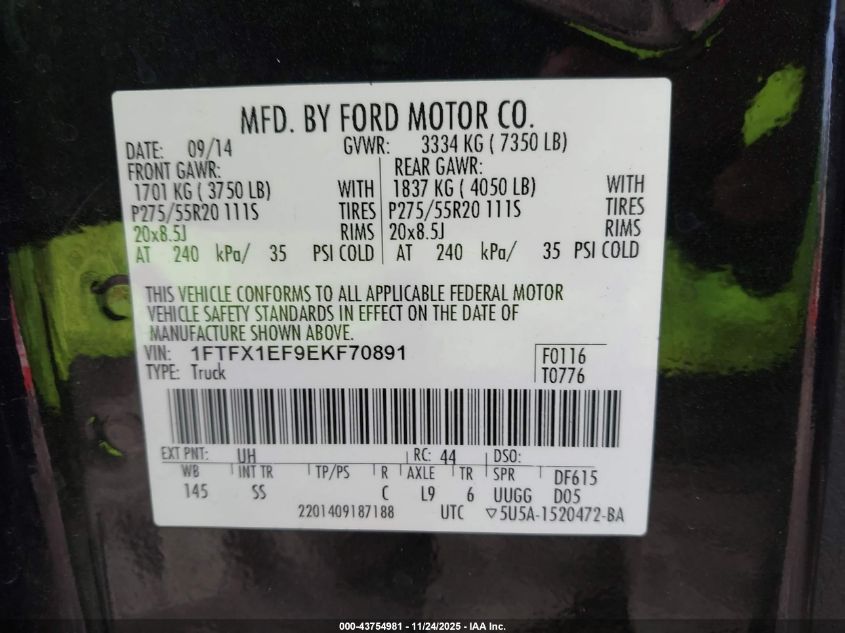 MFD. BY FORD MOTOR CO.
DATE: 09/14 GVWR: 3334 KG ( 7350 LB)
FRONT GAWR: REAR GAWR:
1701 KG ( 3750 LB) WITH 1837 KG ( 4050 LB) WITH
P275/55R20 111S TIRES P275/55R20 111S TIRES
20x8.5J RIMS 20x8.5J RIMS
AT 240 kPa/ 35 PSI COLD AT 240 kPa/ 35 PSI COLD
THIS VEHICLE CONFORMS TO ALL APPLICABLE FEDERAL MOTOR
VEHICLE SAFETY STANDARDS IN EFFECT ON THE DATE OF
MANUFACTURE SHOWN ABOVE.
VIN: 1FTFX1EF9EKF70891 F0116
TYPE: Truck T0776
EXT PNT: UH RC: 44 DSO:
WB INT TR TP/PS R AXLE TR SPR DF615
145 SS C L9 6 UUGG D05
2201409187188 UTC ▽5U5A-1520472-BA
000-43754981 - 11/24/2025 - IAA Inc.